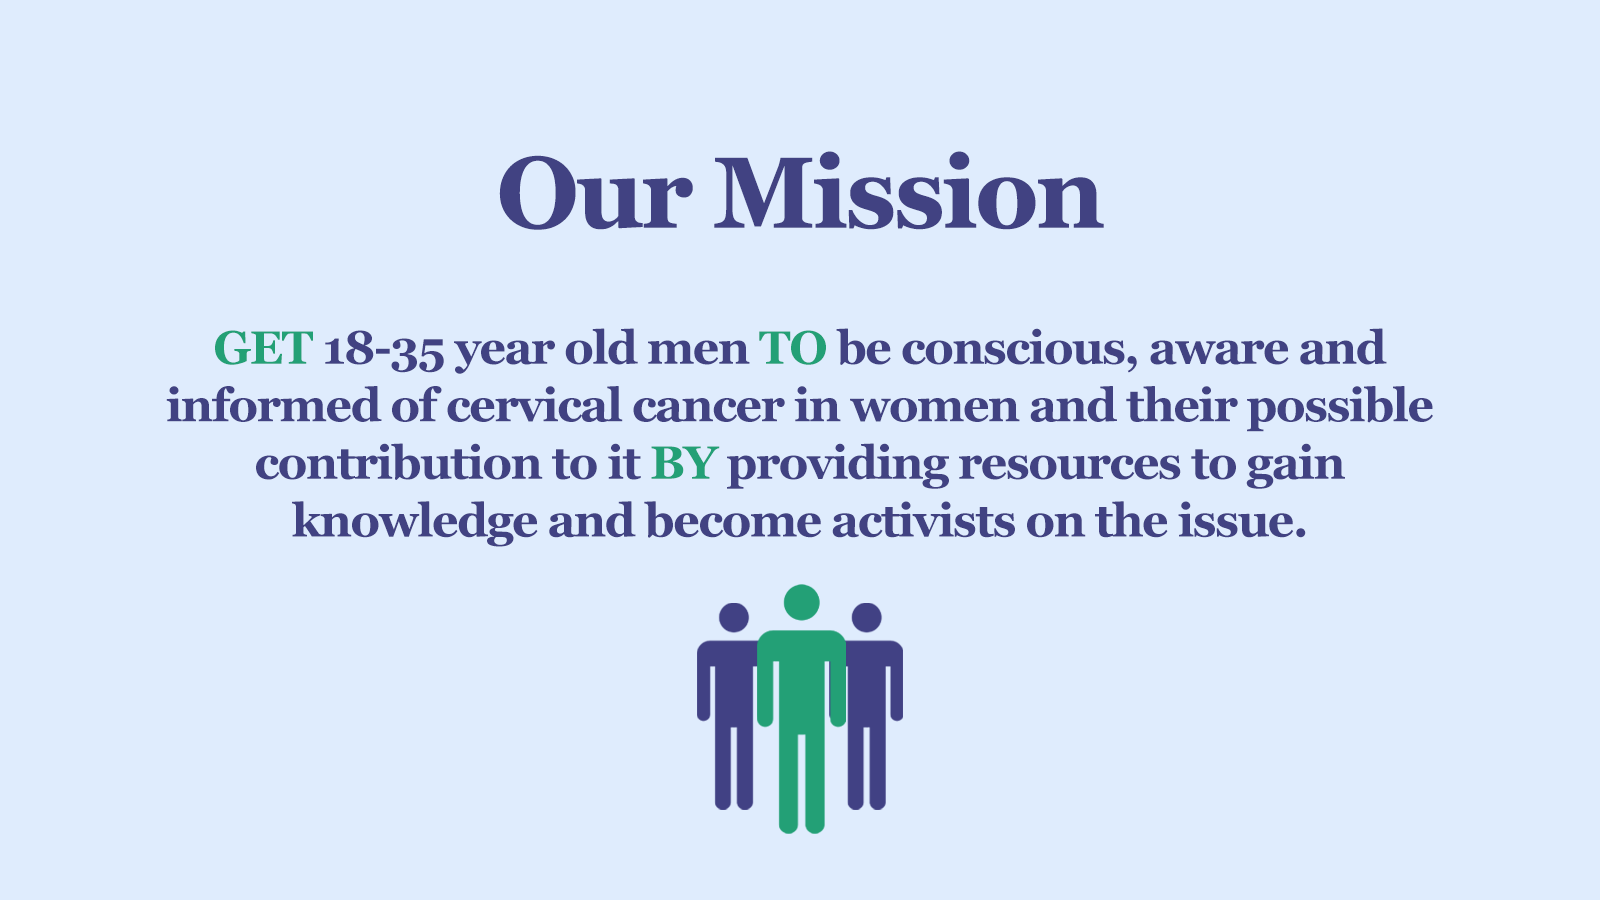 Our Mission
GET 18-35 year old men TO be conscious, aware and
informed of cervical cancer in women and their possible
contribution to it BY providing resources to gain
knowledge and become activists on the issue.